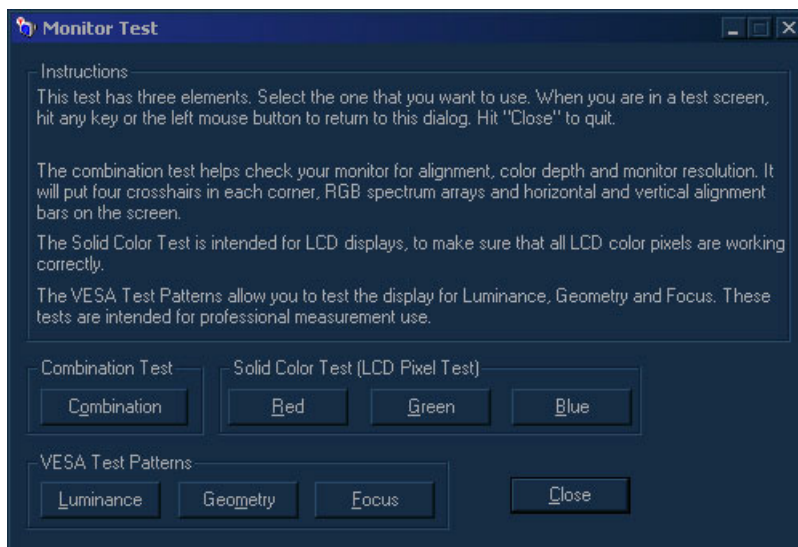 Monitor Test
Instructions
This test has three elements. Select the one that you want to use. When you are in a test screen,
hit any key or the left mouse button to return to this dialog. Hit "Close" to quit.
The combination test helps check your monitor for alignment, color depth and monitor resolution. It
will put four crosshairs in each corner, RGB spectrum arrays and horizontal and vertical alignment
bars on the screen.
The Solid Color Test is intended for LCD displays, to make sure that all LCD color pixels are working
correctly.
The VESA Test Patterns allow you to test the display for Luminance, Geometry and Focus. These
tests are intended for professional measurement use.
Combination Test
Solid Color Test (LCD Pixel Test)
Combination
Red
Green
Blue
VESA Test Patterns
Luminance
Geometry
Focus
Close